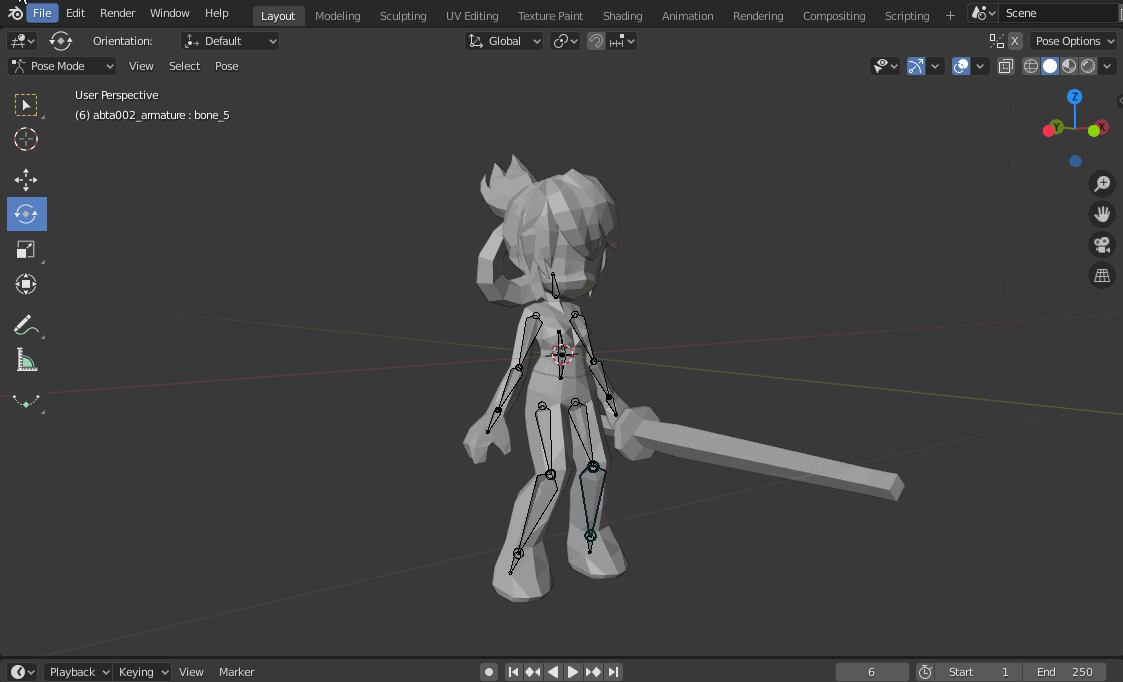 File Edit Render Window Help Layout Modeling Sculpting UV Editing Texture Paint Shading Animation Rendering Compositing Scripting + Scene
Orientation: Default Global X Pose Options
Pose Mode View Select Pose
User Perspective
(6) abta002_armature : bone_5
Z
Y X
Playback Keying View Marker 6 Start 1 End 250